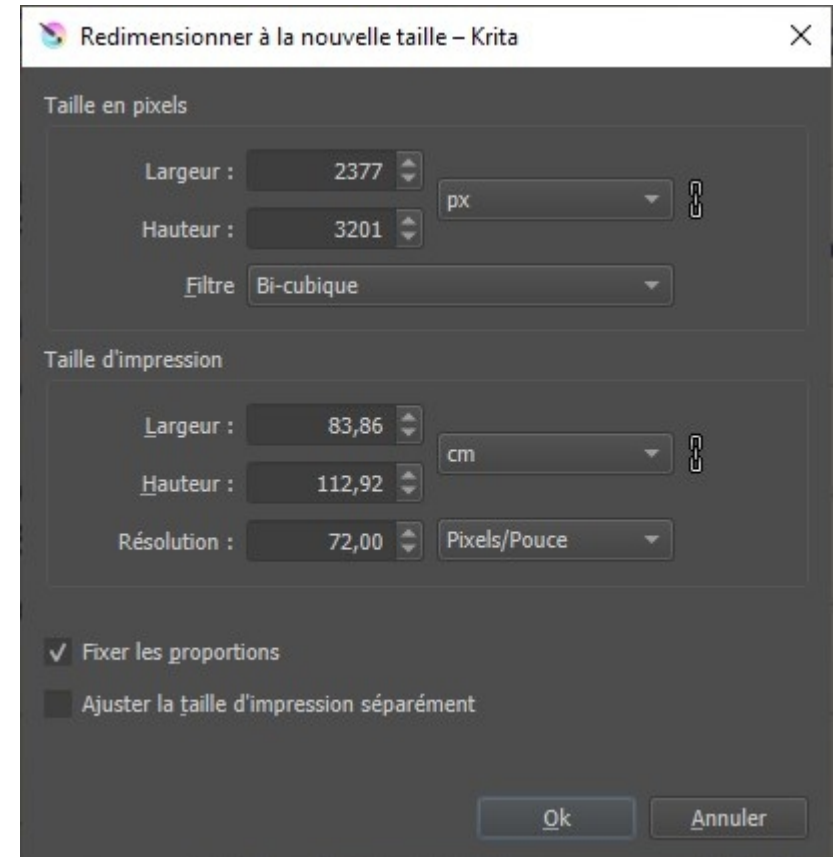 Redimensionner à la nouvelle taille – Krita
Taille en pixels
Largeur : 2377
px
Hauteur : 3201
Filtre Bi-cubique
Taille d'impression
Largeur : 83,86
cm
Hauteur : 112,92
Résolution : 72,00 Pixels/Pouce
Fixer les proportions
Ajuster la taille d'impression séparément
Ok Annuler